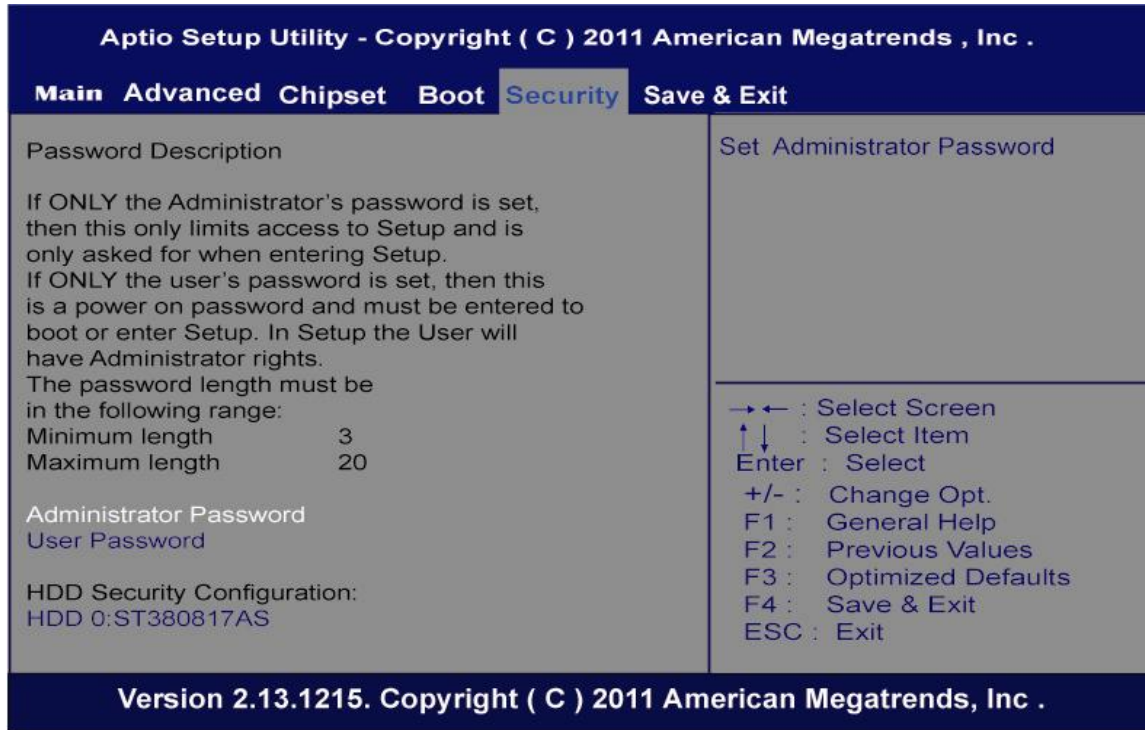 Aptio Setup Utility - Copyright ( C ) 2011 American Megatrends , Inc .
Main Advanced Chipset Boot Security Save & Exit
Password Description
If ONLY the Administrator's password is set,
then this only limits access to Setup and is
only asked for when entering Setup.
If ONLY the user's password is set, then this
is a power on password and must be entered to
boot or enter Setup. In Setup the User will
have Administrator rights.
The password length must be
in the following range:
Minimum length 3
Maximum length 20
Administrator Password
User Password
HDD Security Configuration:
HDD 0:ST380817AS
Set Administrator Password
→ ← : Select Screen
↑ ↓ : Select Item
Enter : Select
+/- : Change Opt.
F1 : General Help
F2 : Previous Values
F3 : Optimized Defaults
F4 : Save & Exit
ESC : Exit
Version 2.13.1215. Copyright ( C ) 2011 American Megatrends, Inc .